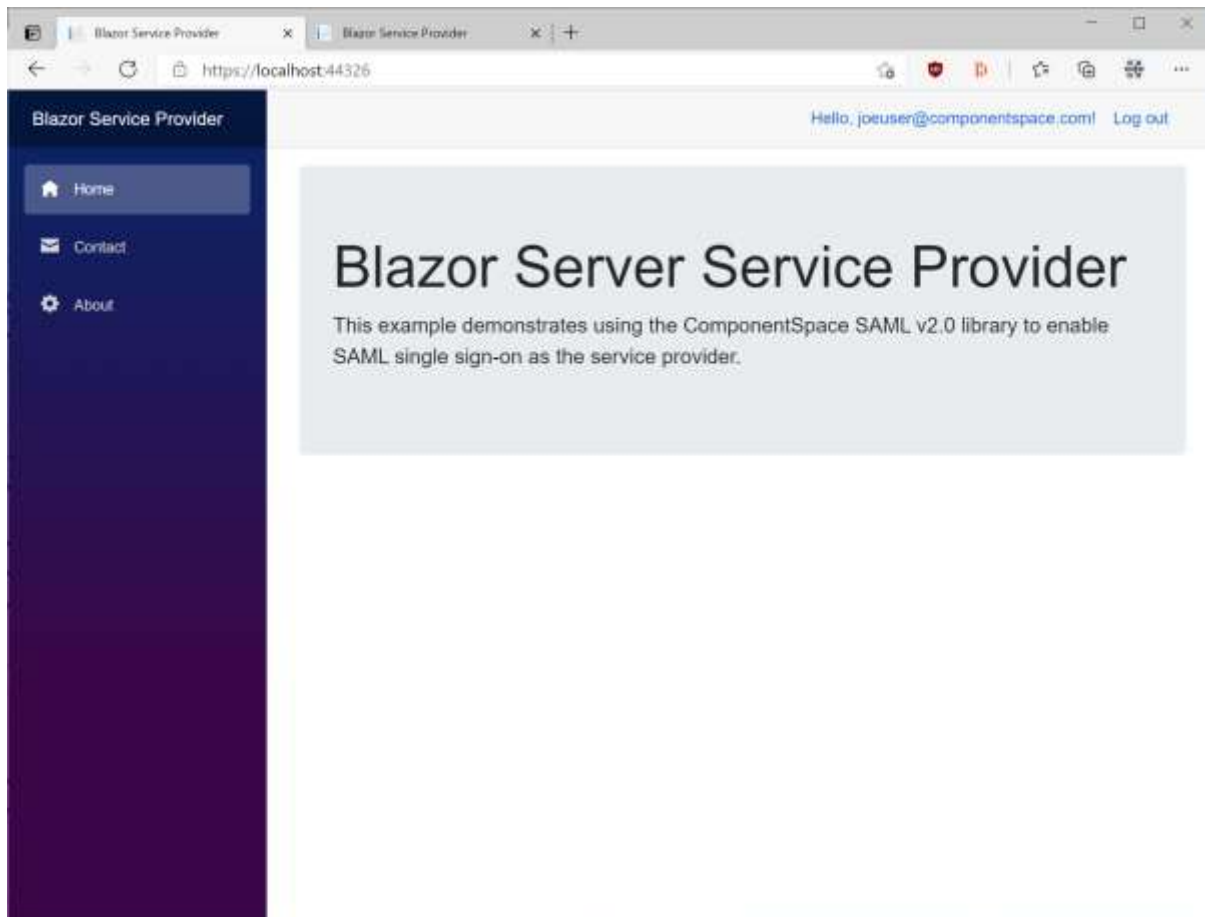 Blazor Service Provider
Blazor Service Provider
https://localhost:44326
Blazor Service Provider
Hello, joeuser@componentspace.com! Log out
Home
Contact
About
Blazor Server Service Provider
This example demonstrates using the ComponentSpace SAML v2.0 library to enable
SAML single sign-on as the service provider.